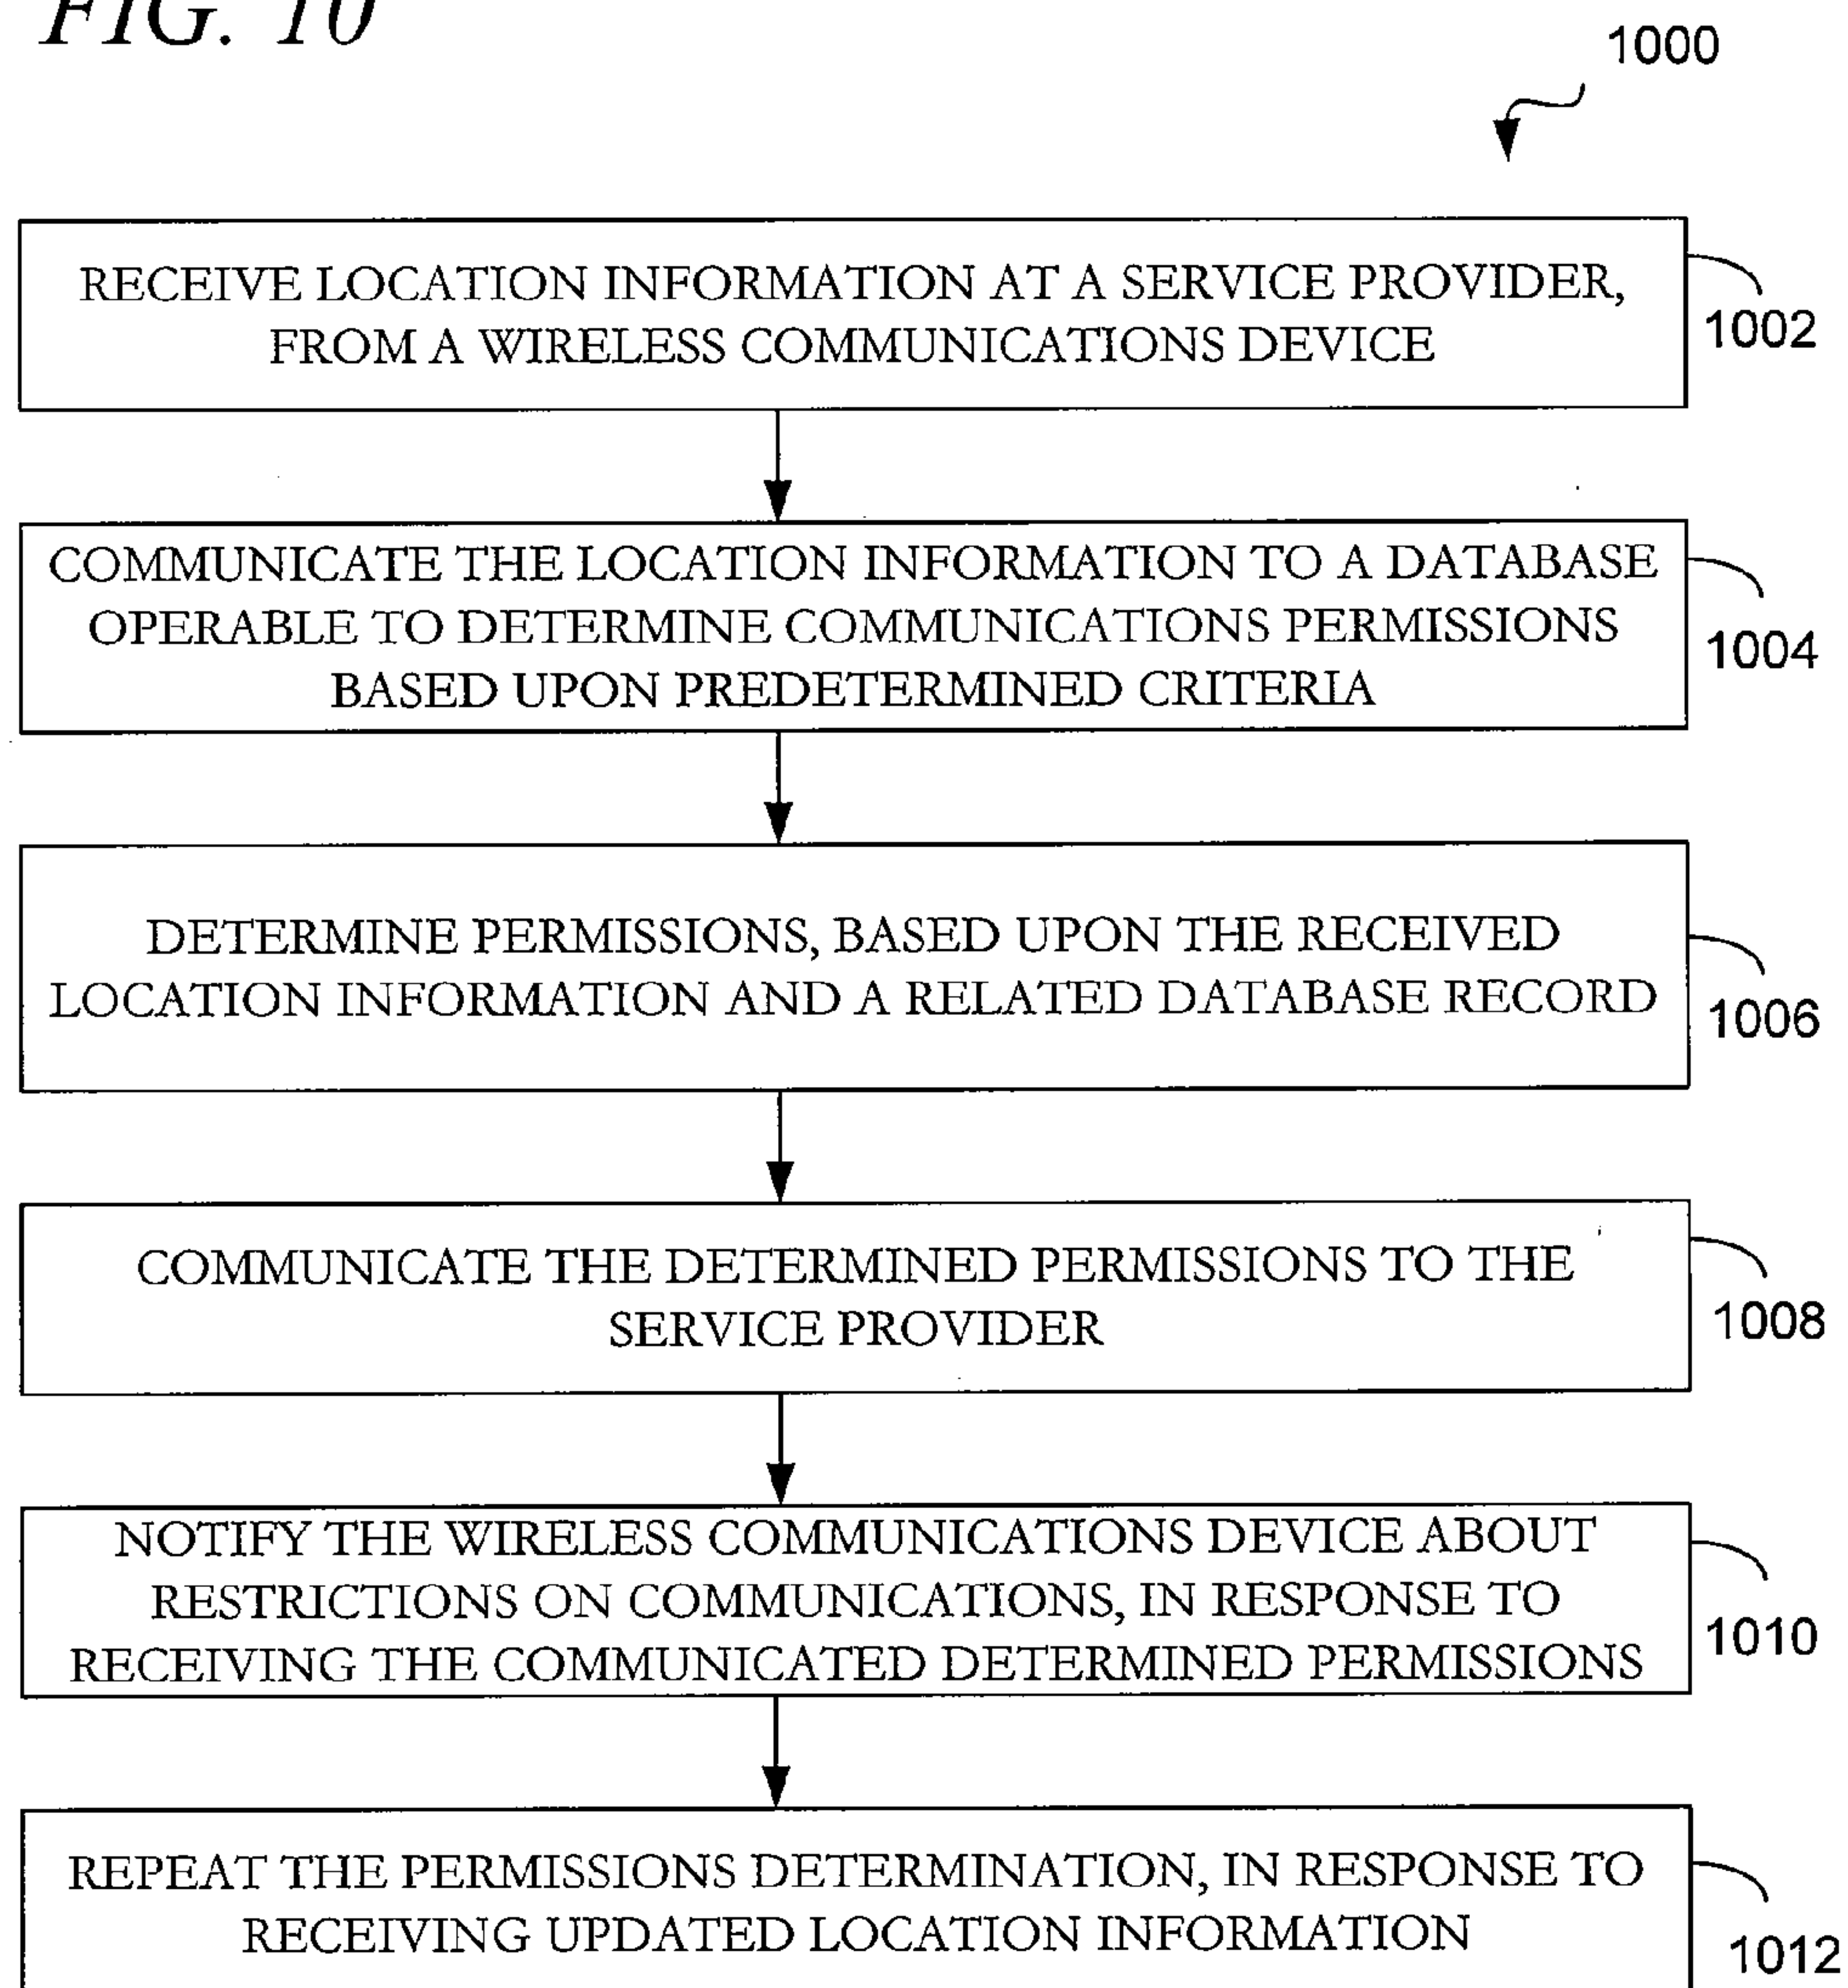 FIG. 10
1000
RECEIVE LOCATION INFORMATION AT A SERVICE PROVIDER,
FROM A WIRELESS COMMUNICATIONS DEVICE
1002
COMMUNICATE THE LOCATION INFORMATION TO A DATABASE
OPERABLE TO DETERMINE COMMUNICATIONS PERMISSIONS
BASED UPON PREDETERMINED CRITERIA
1004
DETERMINE PERMISSIONS, BASED UPON THE RECEIVED
LOCATION INFORMATION AND A RELATED DATABASE RECORD
1006
COMMUNICATE THE DETERMINED PERMISSIONS TO THE
SERVICE PROVIDER
1008
NOTIFY THE WIRELESS COMMUNICATIONS DEVICE ABOUT
RESTRICTIONS ON COMMUNICATIONS, IN RESPONSE TO
RECEIVING THE COMMUNICATED DETERMINED PERMISSIONS
1010
REPEAT THE PERMISSIONS DETERMINATION, IN RESPONSE TO
RECEIVING UPDATED LOCATION INFORMATION
1012